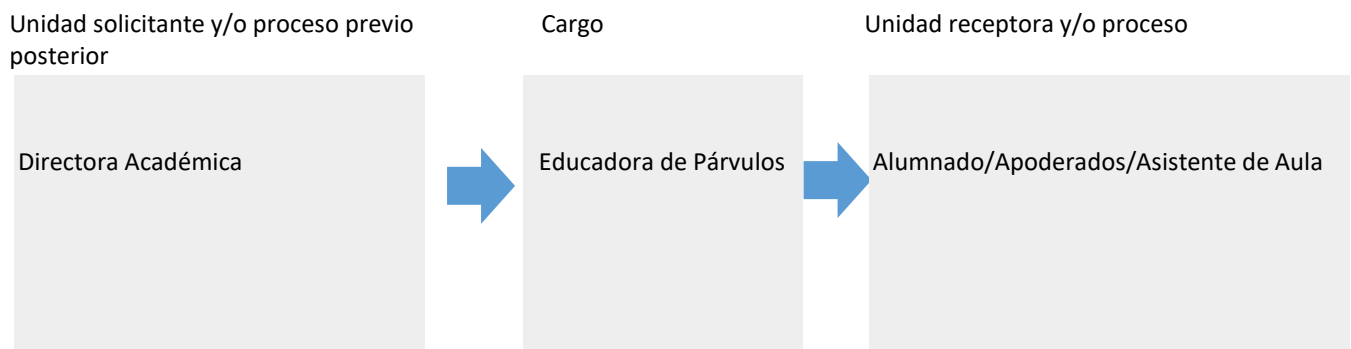 Unidad solicitante y/o proceso previo Cargo Unidad receptora y/o proceso
posterior
Directora Académica Educadora de Párvulos Alumnado/Apoderados/Asistente de Aula